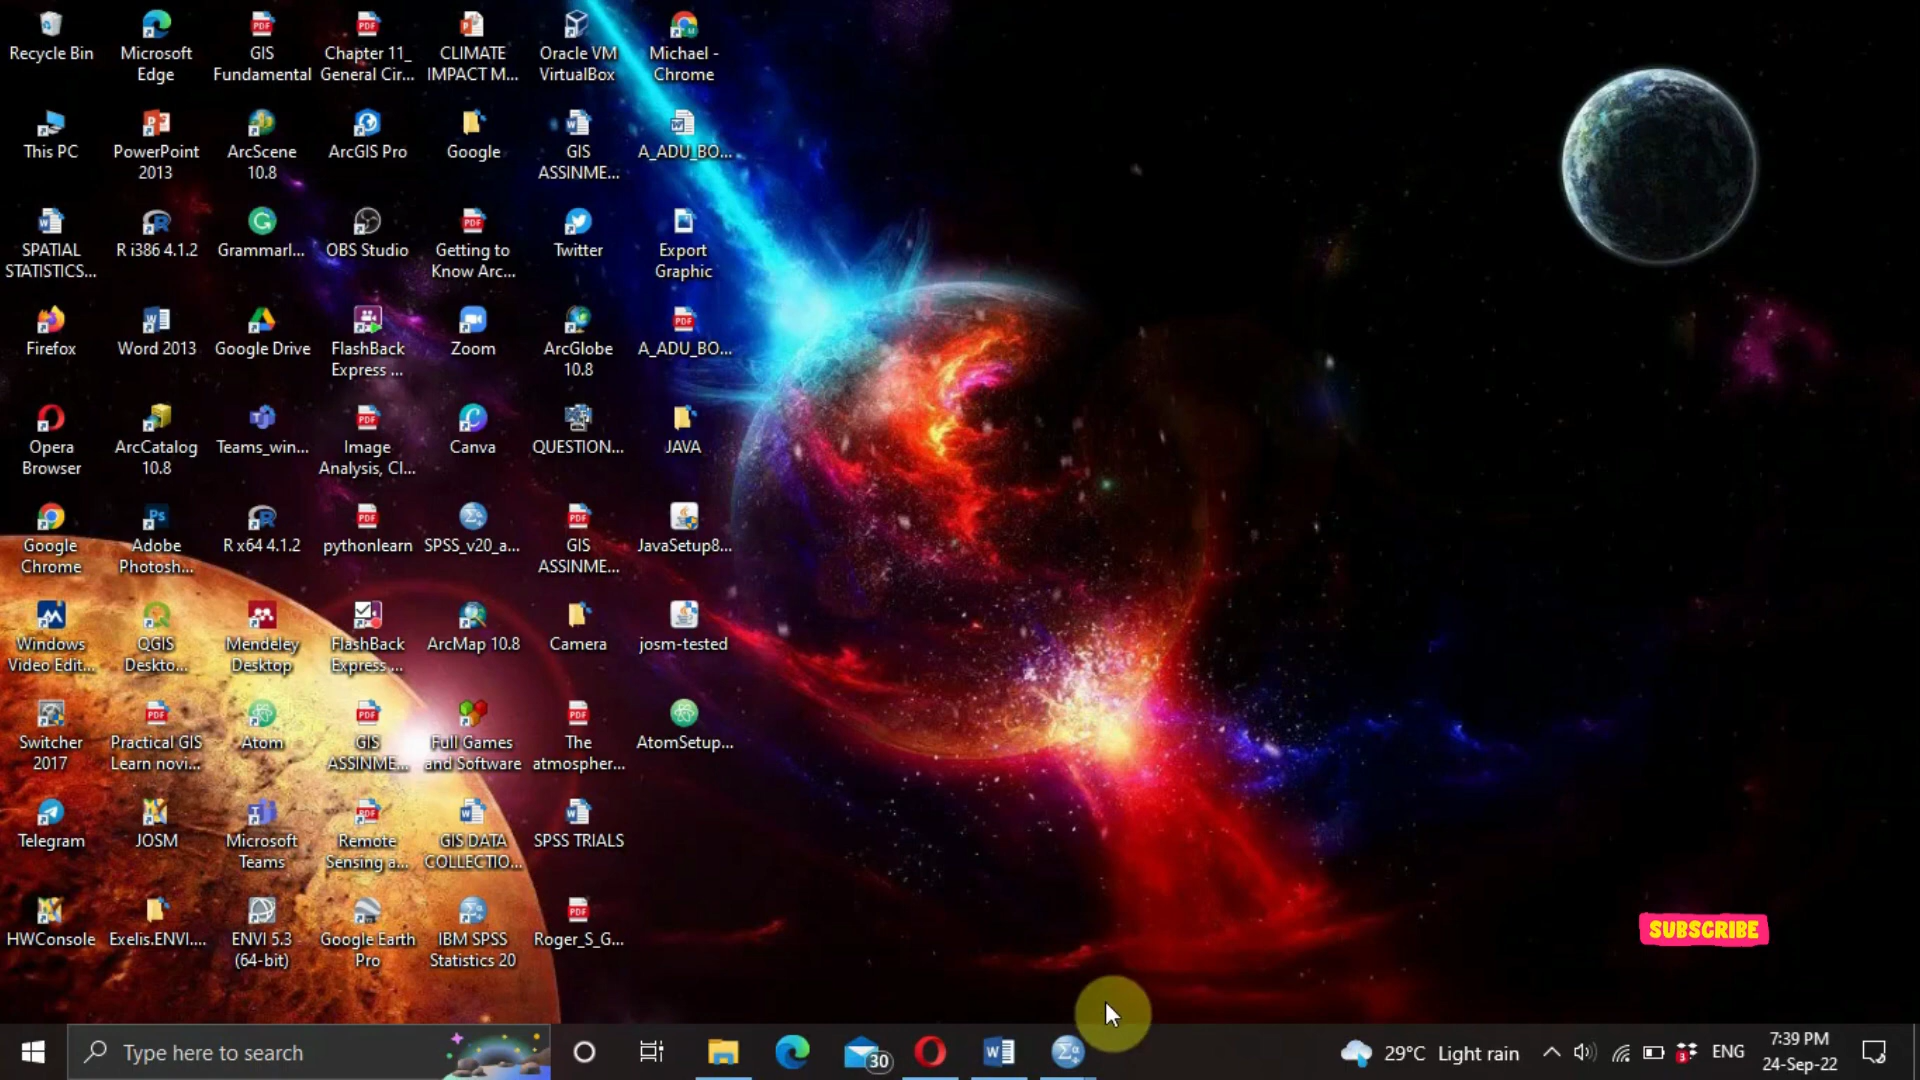 Recycle Bin
Microsoft
Edge
GIS
Fundamental
Chapter 11_
General Cir...
CLIMATE
IMPACT M...
Oracle VM
VirtualBox
Michael -
Chrome
This PC
PowerPoint
2013
ArcScene
10.8
ArcGIS Pro
Google
GIS
ASSINME...
A_ADU_BO...
SPATIAL
STATISTICS...
R i386 4.1.2
Grammarl...
OBS Studio
Getting to
Know Arc...
Twitter
Export
Graphic
Firefox
Word 2013
Google Drive
FlashBack
Express ...
Zoom
ArcGlobe
10.8
A_ADU_BO...
Opera
Browser
ArcCatalog
10.8
Teams_win...
Image
Analysis, Cl...
Canva
QUESTION...
JAVA
Google
Chrome
Adobe
Photosh...
R x64 4.1.2
pythonlearn
SPSS_v20_a...
GIS
ASSINME...
JavaSetup8...
Windows
Video Edit...
QGIS
Deskto...
Mendeley
Desktop
FlashBack
Express ...
ArcMap 10.8
Camera
josm-tested
Switcher
2017
Practical GIS
Learn novi...
Atom
GIS
ASSINME...
Full Games
and Software
The
atmospher...
AtomSetup...
Telegram
JOSM
Microsoft
Teams
Remote
Sensing a...
GIS DATA
COLLECTIO...
SPSS TRIALS
HWConsole
Exelis.ENVI....
ENVI 5.3
(64-bit)
Google Earth
Pro
IBM SPSS
Statistics 20
Roger_S_G...
SUBSCRIBE
Type here to search
30
29°C Light rain
ENG
7:39 PM
24-Sep-22